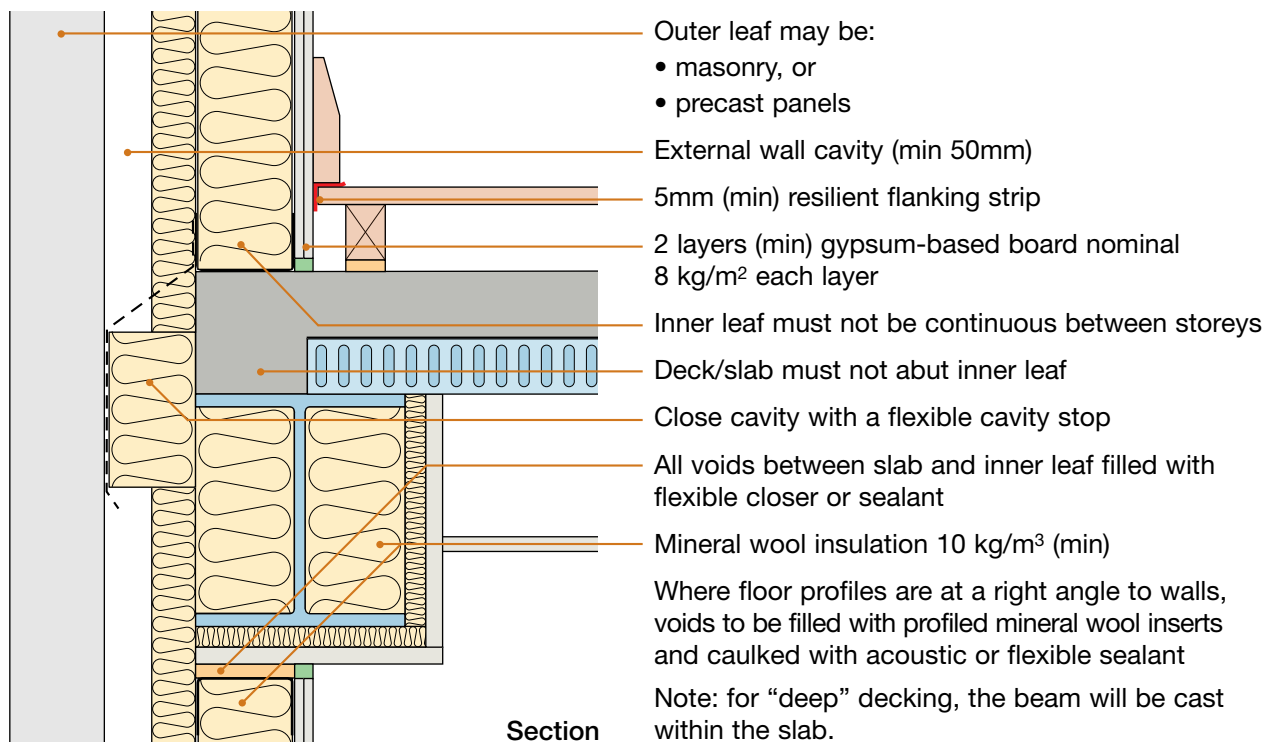 Outer leaf may be:
• masonry, or
• precast panels
External wall cavity (min 50mm)
5mm (min) resilient flanking strip
2 layers (min) gypsum-based board nominal
8 kg/m² each layer
Inner leaf must not be continuous between storeys
Deck/slab must not abut inner leaf
Close cavity with a flexible cavity stop
All voids between slab and inner leaf filled with
flexible closer or sealant
Mineral wool insulation 10 kg/m³ (min)
Where floor profiles are at a right angle to walls,
voids to be filled with profiled mineral wool inserts
and caulked with acoustic or flexible sealant
Note: for “deep” decking, the beam will be cast
within the slab.
Section